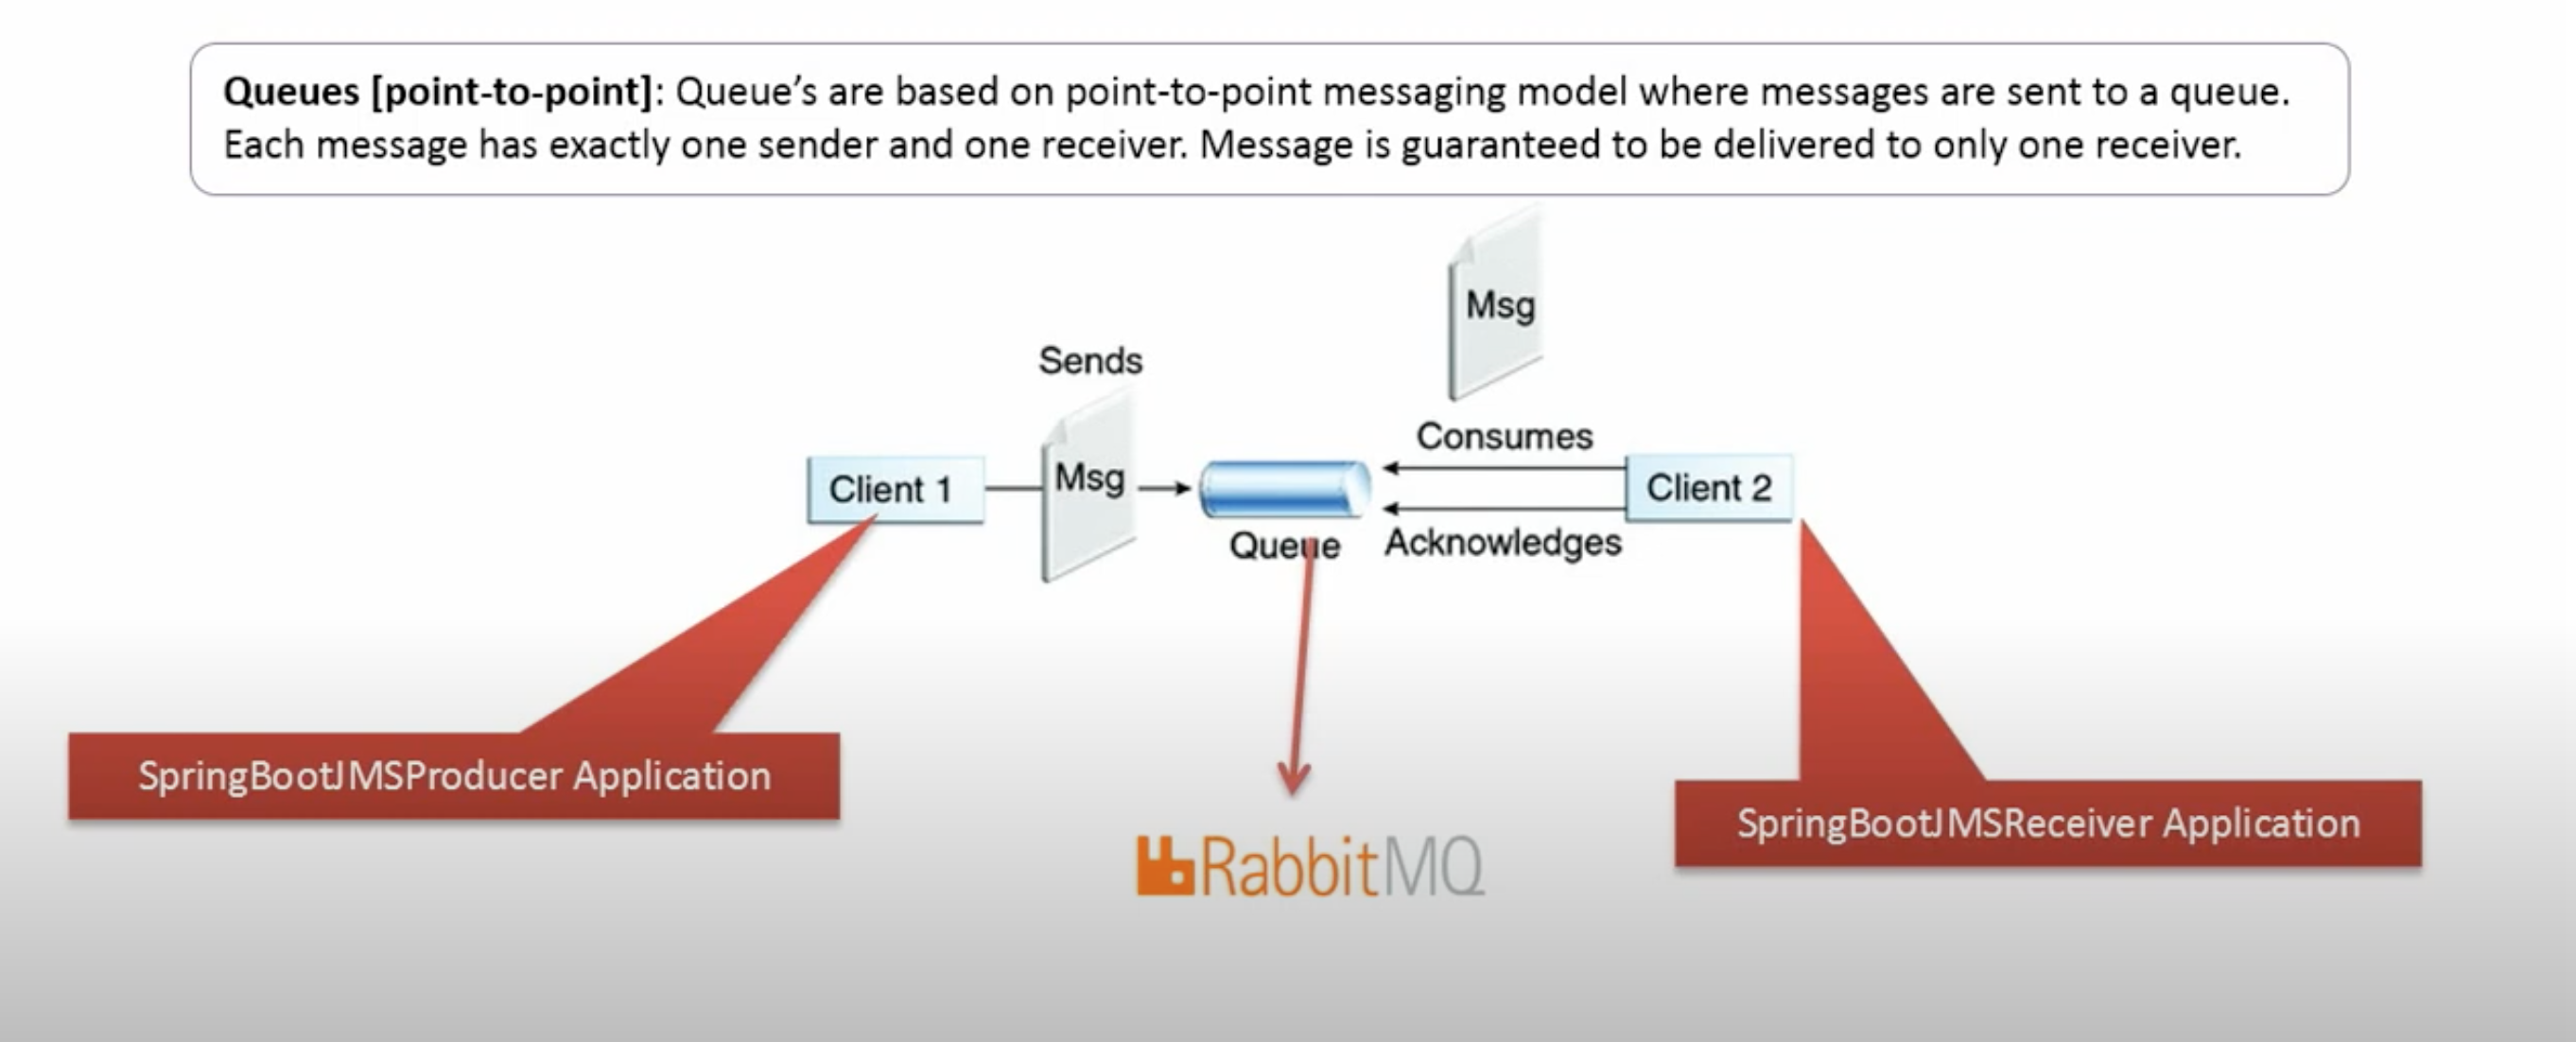 Queues [point-to-point]: Queue's are based on point-to-point messaging model where messages are sent to a queue.
Each message has exactly one sender and one receiver. Message is guaranteed to be delivered to only one receiver.
Msg
Sends
Consumes
Client 1
Msg
Client 2
Queue
Acknowledges
SpringBootJMSProducer Application
SpringBootJMSReceiver Application
RabbitMQ